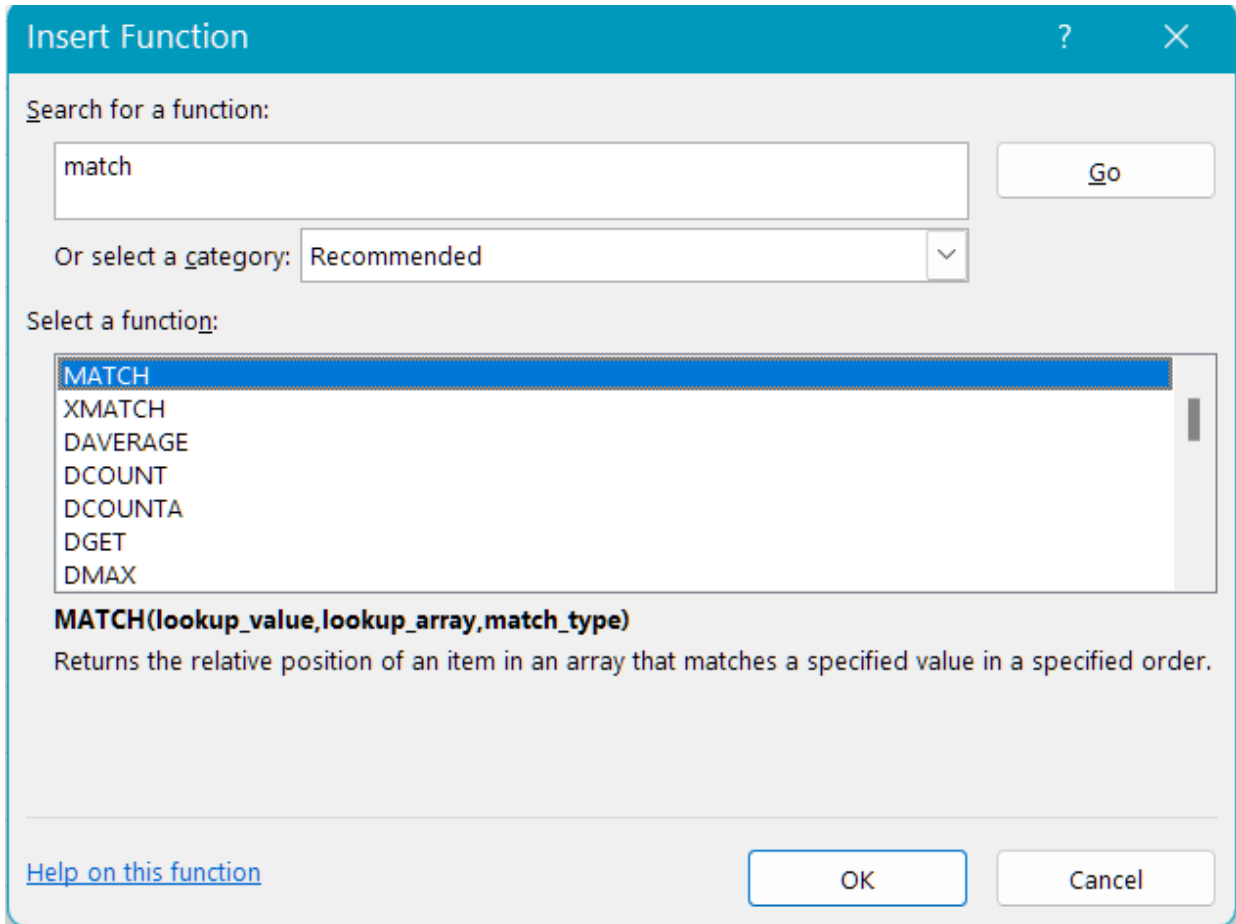 Insert Function
?
Search for a function:
match
Go
Or select a category: Recommended
Select a function:
MATCH
XMATCH
DAVERAGE
DCOUNT
DCOUNTA
DGET
DMAX
MATCH(lookup_value,lookup_array,match_type)
Returns the relative position of an item in an array that matches a specified value in a specified order.
Help on this function
OK
Cancel